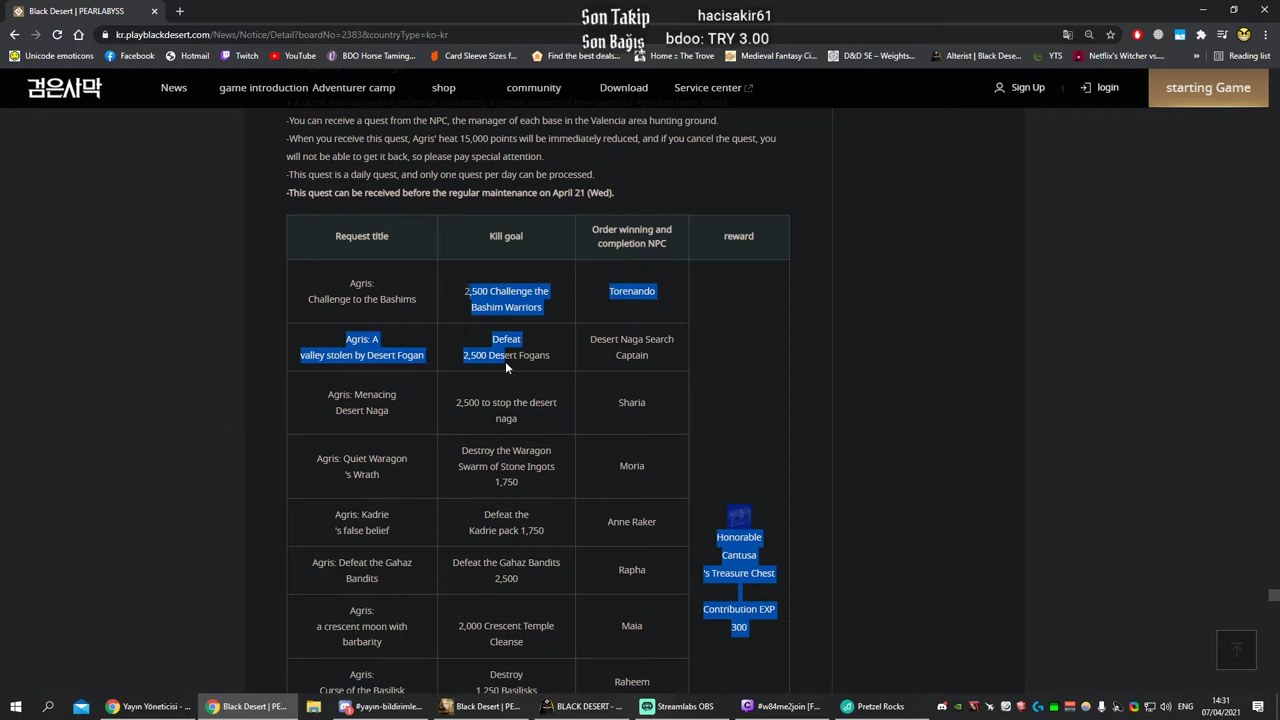 Son Takip
hacisakir61
Son Bağış
bdoo: TRY 3.00
Black Desert | PEARLABYSS
kr.playblackdesert.com/News/Notice/Detail?boardNo=2383&countryType=ko-kr
Unicode emoticons
Facebook
Reddit
YouTube
BDO Horse Taming...
Card Sleeve Sizes f...
Find the best deals...
Home :: The Trove
Medieval Fantasy Ci...
D&D 5E – Weights...
Alterist | Black Dese...
YTS
Netflix's Witcher vs...
Reading list
검은사막
News
game introduction
Adventurer camp
shop
community
Download
Service center
Sign Up
login
starting Game
-You can receive a quest from the NPC, the manager of each base in the Valencia area hunting ground.
-When you receive this quest, Agris' heat 15,000 points will be immediately reduced, and if you cancel the quest, you
will not be able to get it back, so please pay special attention.
-This quest is a daily quest, and only one quest per day can be processed.
-This quest can be received before the regular maintenance on April 21 (Wed).
Request title
Kill goal
Order winning and
completion NPC
reward
Agris:
Challenge to the Bashims
2,500 Challenge the
Bashim Warriors
Torenando
Agris: A
valley stolen by Desert Fogan
Defeat
2,500 Desert Fogans
Desert Naga Search
Captain
Agris: Menacing
Desert Naga
2,500 to stop the desert
naga
Sharia
Agris: Quiet Waragon
's Wrath
Destroy the Waragon
Swarm of Stone Ingots
1,750
Moria
Agris: Kadrie
's false belief
Defeat the
Kadrie pack 1,750
Anne Raker
Agris: Defeat the Gahaz
Bandits
Defeat the Gahaz Bandits
2,500
Rapha
Agris:
a crescent moon with
barbarity
2,000 Crescent Temple
Cleanse
Maia
Agris:
Curse of the Basilisk
Destroy
1,250 Basilisks
Raheem
Honorable
Cantusa
's Treasure Chest
Contribution EXP
300
Yayın Yöneticisi - ...
Black Desert | PE...
#yayın-bildirimle...
Black Desert | PE...
BLACK DESERT - ...
Streamlabs OBS
#w84me2join [F...
Pretzel Rocks
14:31
07/04/2021